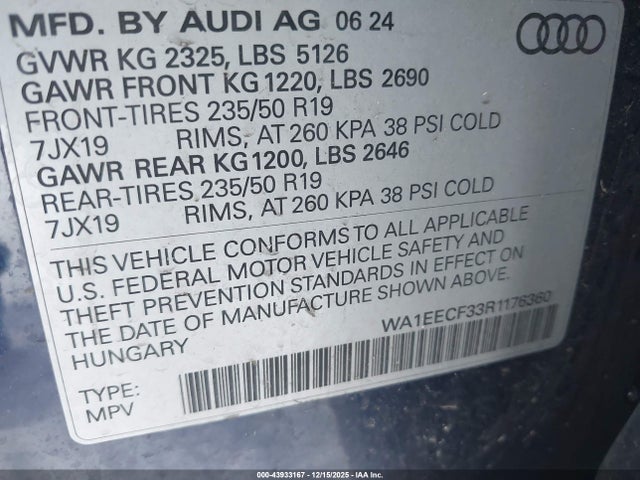 MFD. BY AUDI AG 06 24
GVWR KG 2325, LBS 5126
GAWR FRONT KG 1220, LBS 2690
FRONT-TIRES 235/50 R19
7JX19 RIMS, AT 260 KPA 38 PSI COLD
GAWR REAR KG 1200, LBS 2646
REAR-TIRES 235/50 R19
7JX19 RIMS, AT 260 KPA 38 PSI COLD
THIS VEHICLE CONFORMS TO ALL APPLICABLE
U.S. FEDERAL MOTOR VEHICLE SAFETY AND
THEFT PREVENTION STANDARDS IN EFFECT ON
THE DATE OF MANUFACTURE SHOWN ABOVE.
HUNGARY
WA1EECF33R1176360
TYPE:
MPV
000-43933167 - 12/15/2025 - IAA Inc.